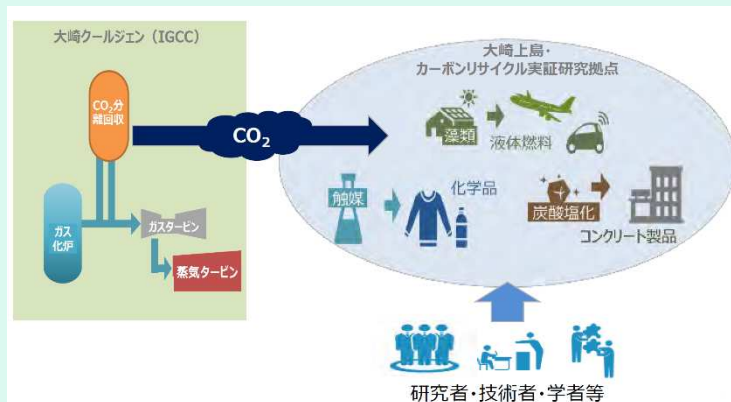 大崎クールジェン（IGCC）
CO₂分
離回収
ガス
化炉
ガスタービン
蒸気タービン
CO₂
大崎上島・
カーボンリサイクル実証研究拠点
藻類
液体燃料
触媒
化学品
炭酸塩化
コンクリート製品
研究者・技術者・学者等